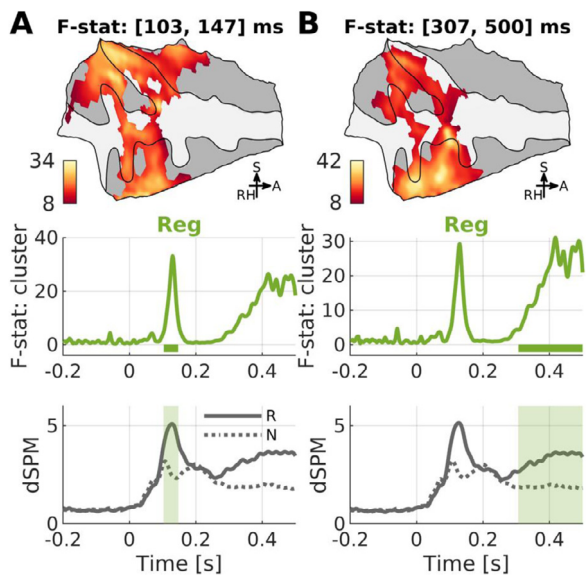 A
F-stat: [103, 147] ms
34
8
S
RH
A
Reg
F-stat: cluster
40
20
0
-0.2
0
0.2
0.4
dSPM
5
0
R
N
-0.2
0
0.2
0.4
Time [s]
B
F-stat: [307, 500] ms
42
8
S
RH
A
Reg
F-stat: cluster
30
20
10
0
-0.2
0
0.2
0.4
dSPM
5
0
-0.2
0
0.2
0.4
Time [s]